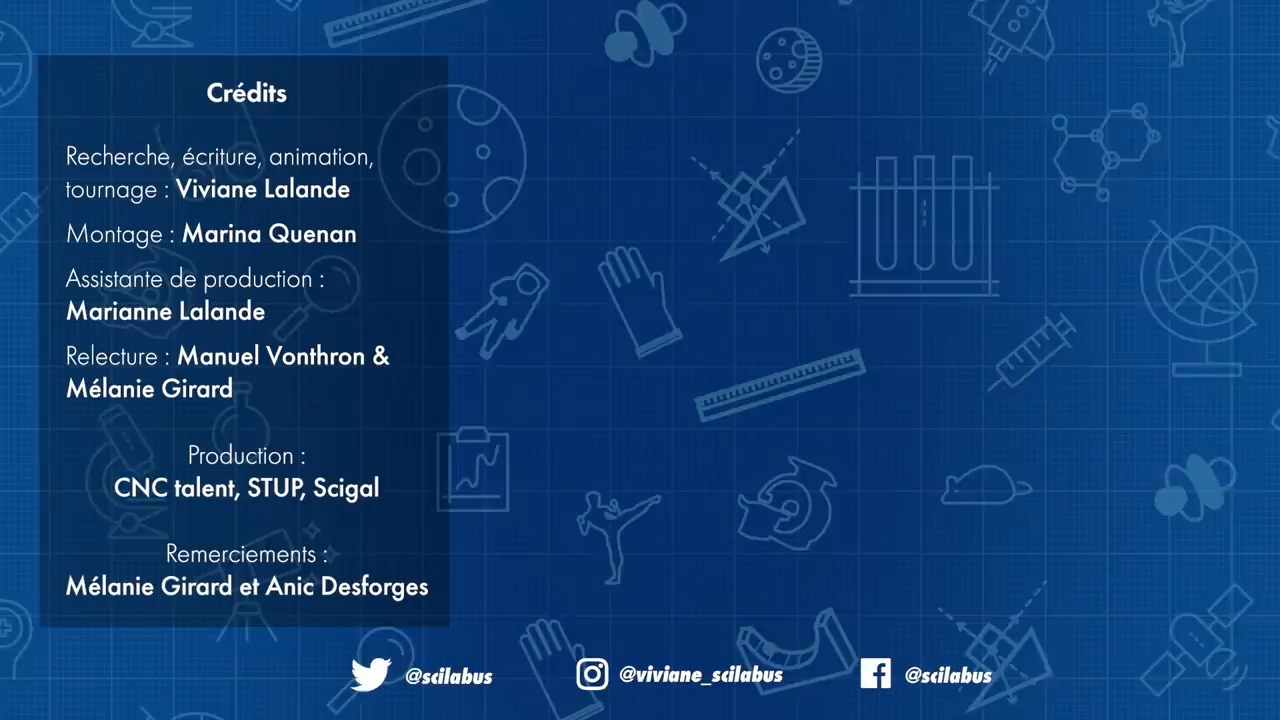 Crédits
Recherche, écriture, animation,
tournage : Viviane Lalande
Montage : Marina Quenan
Assistante de production :
Marianne Lalande
Relecture : Manuel Vonthron &
Mélanie Girard
Production :
CNC talent, STUP, Scigal
Remerciements :
Mélanie Girard et Anic Desforges
@scilabus
@viviane_scilabus
@scilabus